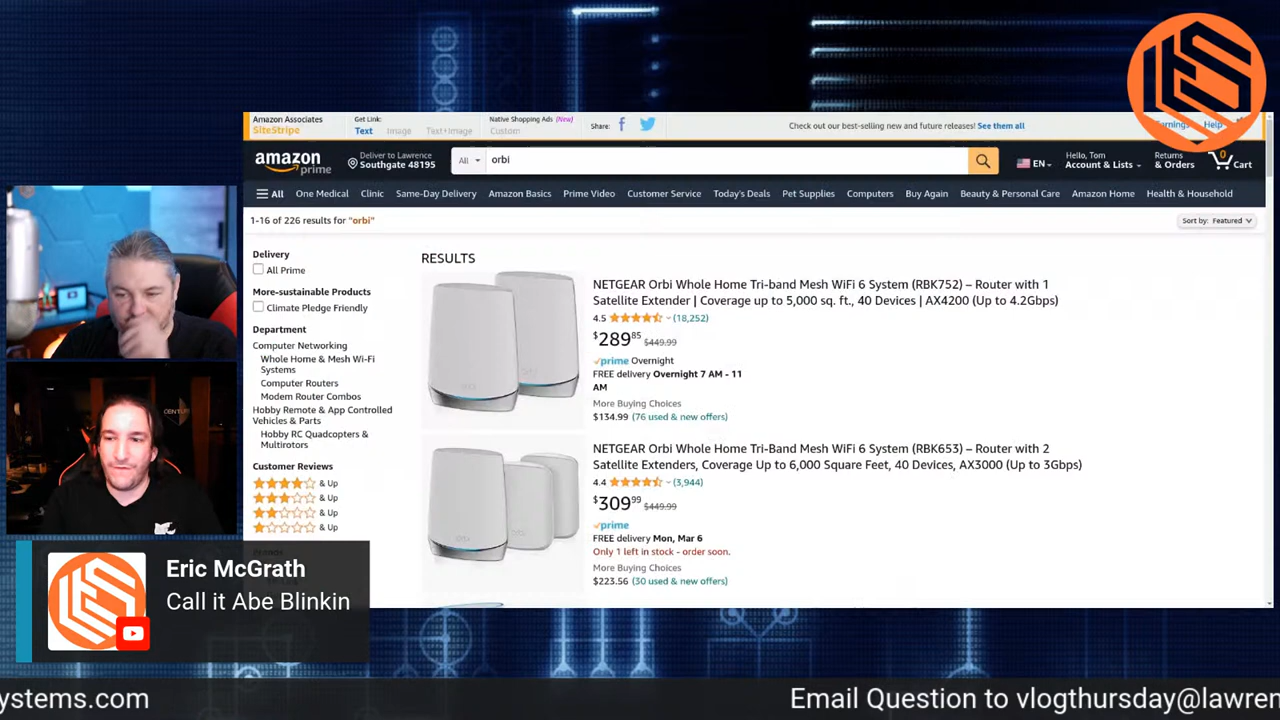 Amazon Associates
SiteStripe
Get Link:
Text Image Text+Image
Native Shopping Ads (New)
Custom
Share:
Check out our best-selling new and future releases! See them all
Earnings Help
amazon prime
Deliver to Lawrence
Southgate 48195
All orbi
EN
Hello, Tom
Account & Lists
Returns
& Orders
0
Cart
All One Medical Clinic Same-Day Delivery Amazon Basics Prime Video Customer Service Today's Deals Pet Supplies Computers Buy Again Beauty & Personal Care Amazon Home Health & Household
1-16 of 226 results for "orbi"
Sort by: Featured
Delivery
All Prime
More-sustainable Products
Climate Pledge Friendly
Department
Computer Networking
Whole Home & Mesh Wi-Fi
Systems
Computer Routers
Modem Router Combos
Hobby Remote & App Controlled
Vehicles & Parts
Hobby RC Quadcopters &
Multirotors
Customer Reviews
& Up
& Up
& Up
& Up
RESULTS
NETGEAR Orbi Whole Home Tri-band Mesh WiFi 6 System (RBK752) – Router with 1
Satellite Extender | Coverage up to 5,000 sq. ft., 40 Devices | AX4200 (Up to 4.2Gbps)
4.5 (18,252)
$289.85 $449.99
prime Overnight
FREE delivery Overnight 7 AM - 11
AM
More Buying Choices
$134.99 (76 used & new offers)
NETGEAR Orbi Whole Home Tri-Band Mesh WiFi 6 System (RBK653) – Router with 2
Satellite Extenders, Coverage Up to 6,000 Square Feet, 40 Devices, AX3000 (Up to 3Gbps)
4.4 (3,944)
$309.99 $449.99
prime
FREE delivery Mon, Mar 6
Only 1 left in stock - order soon.
More Buying Choices
$223.56 (30 used & new offers)
Eric McGrath
Call it Abe Blinkin
ystems.com
Email Question to vlogthursday@lawren